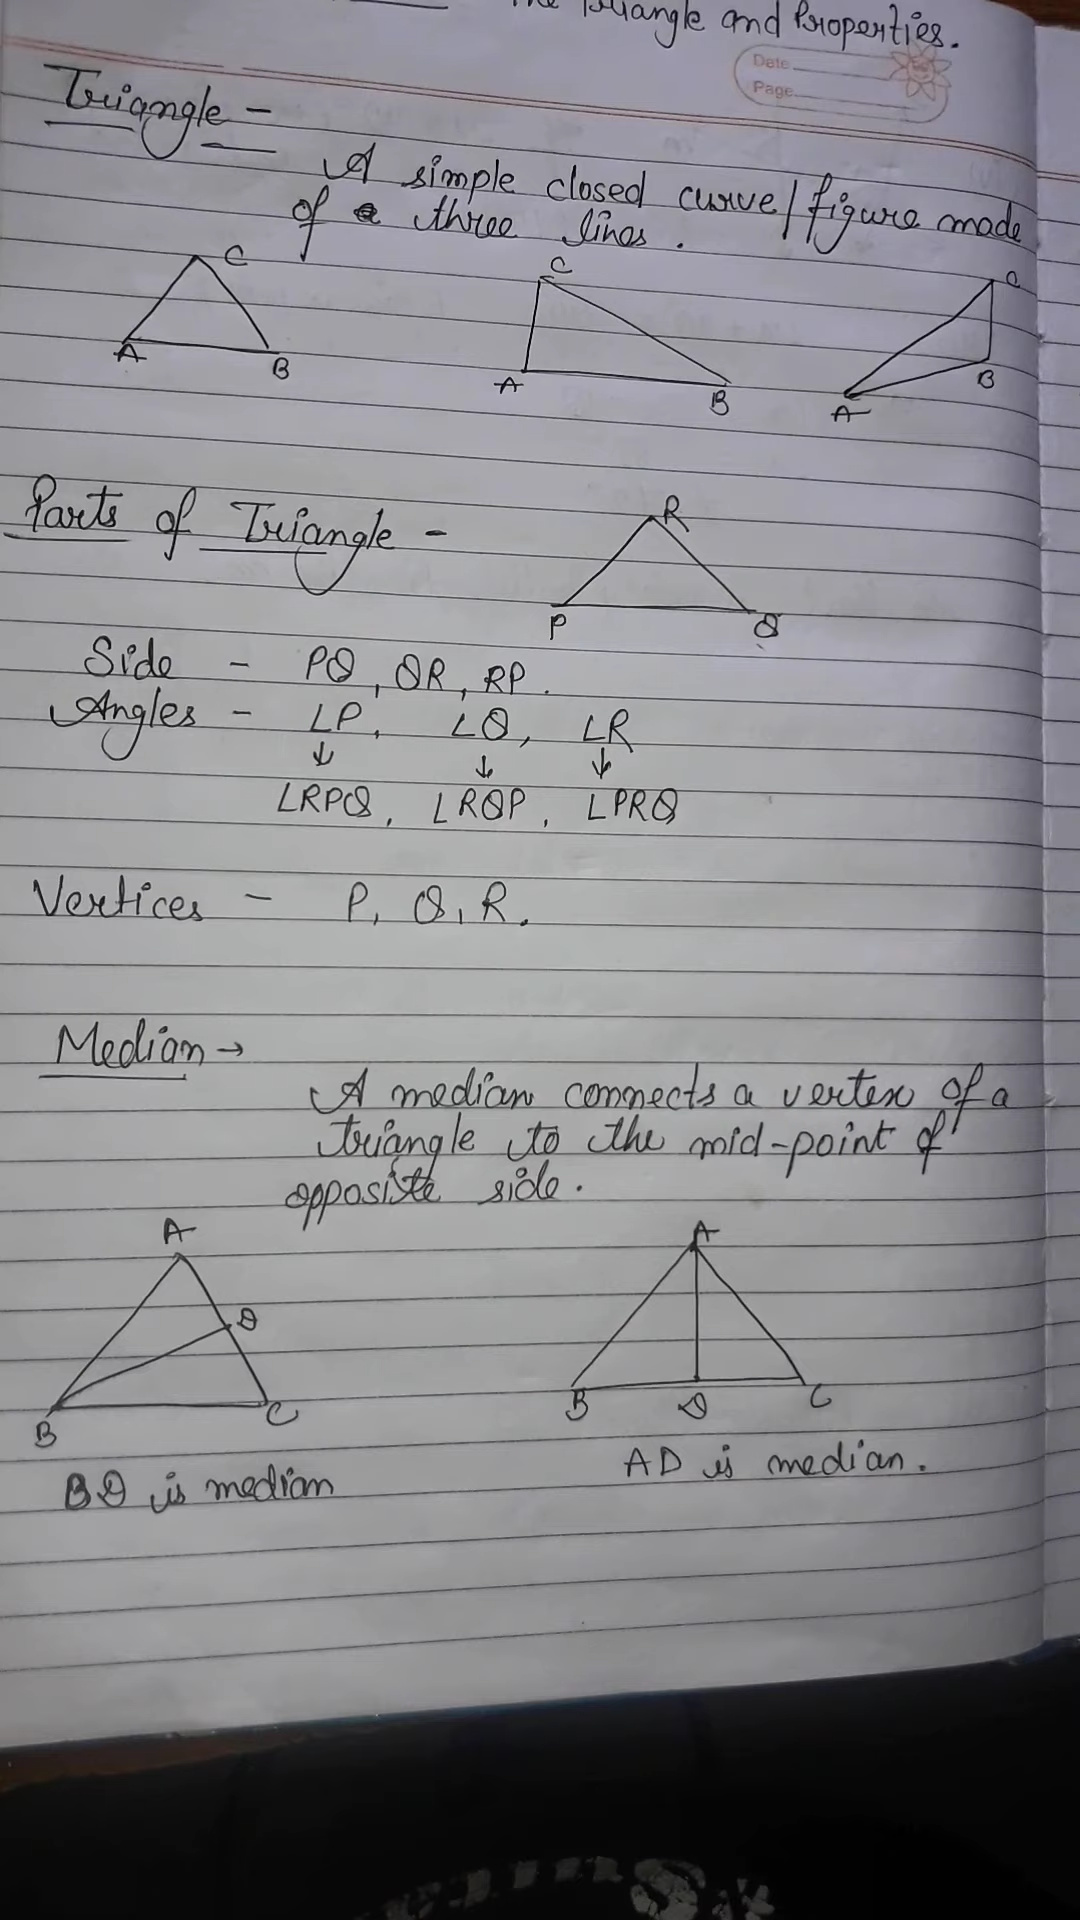 The Triangle and Properties.
Date
Page
Triangle -
A simple closed curve/figure made
of three lines.
C
A
B
C
A
B
C
B
A
Parts of Triangle -
R
P
Q
Side - PQ, QR, RP.
Angles - ∠P, ∠Q, ∠R
↓ ↓ ↓
∠RPQ, ∠RQP, ∠PRQ
Vertices - P, Q, R.
Median →
A median connects a vertex of a
triangle to the mid-point of
opposite side.
A
D
B
C
A
B
D
C
BD is median
AD is median.